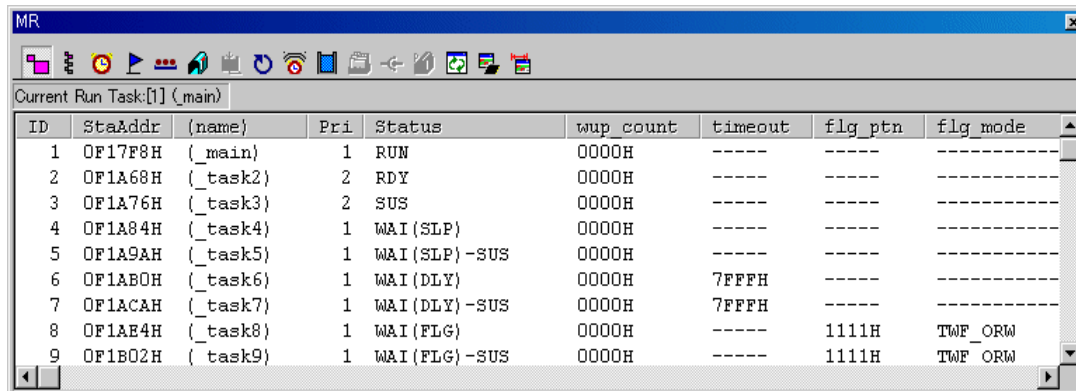 MR
Current Run Task:[1] (_main)
ID StaAddr (name) Pri Status wup_count timeout flg_ptn flg_mode
1 0F17F8H (_main) 1 RUN 0000H ----- ----- -----------
2 0F1A68H (_task2) 2 RDY 0000H ----- ----- -----------
3 0F1A76H (_task3) 2 SUS 0000H ----- ----- -----------
4 0F1A84H (_task4) 1 WAI(SLP) 0000H ----- ----- -----------
5 0F1A9AH (_task5) 1 WAI(SLP)-SUS 0000H ----- ----- -----------
6 0F1AB0H (_task6) 1 WAI(DLY) 0000H 7FFFH ----- -----------
7 0F1ACAH (_task7) 1 WAI(DLY)-SUS 0000H 7FFFH ----- -----------
8 0F1AE4H (_task8) 1 WAI(FLG) 0000H ----- 1111H TWF_ORW
9 0F1B02H (_task9) 1 WAI(FLG)-SUS 0000H ----- 1111H TWF_ORW